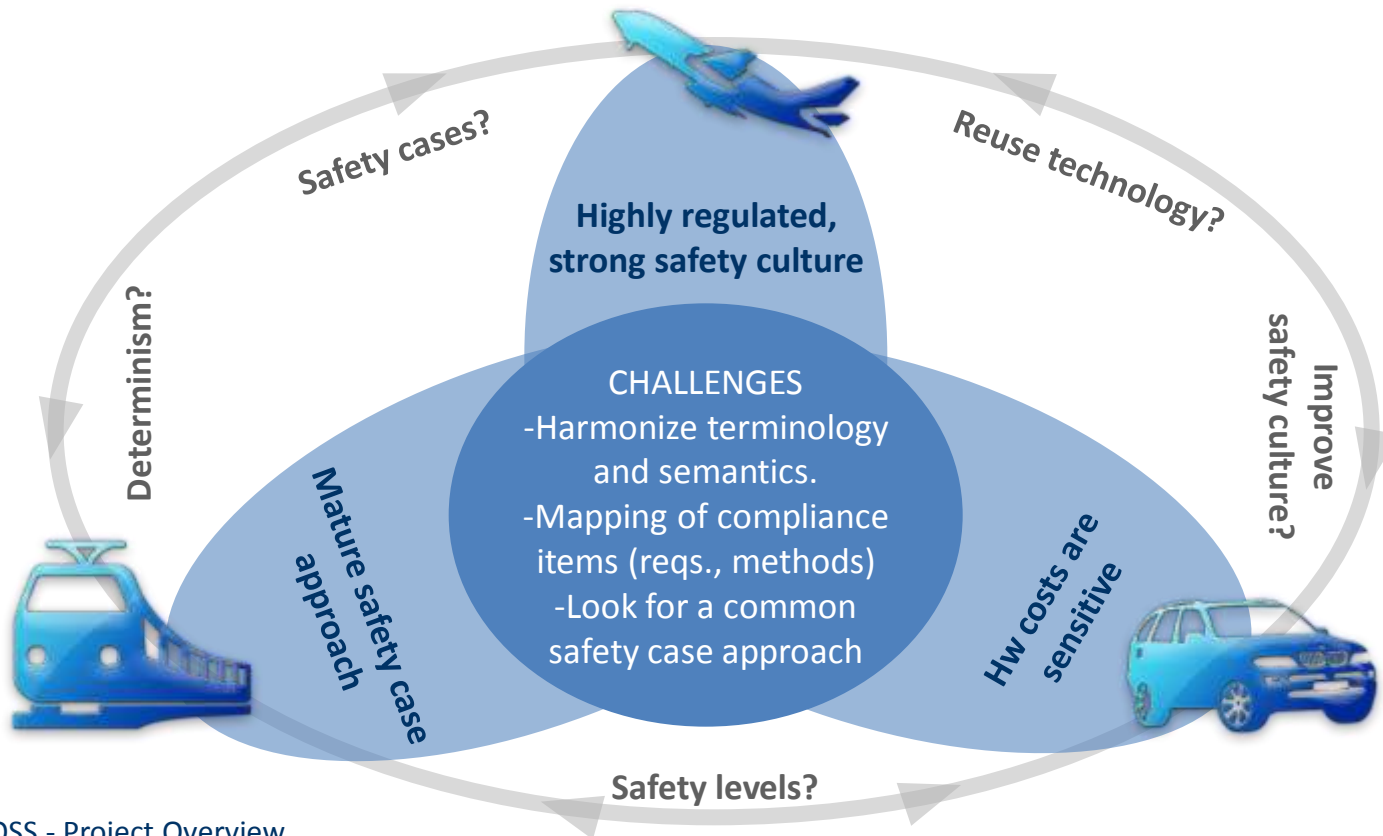 Safety cases?
Reuse technology?
Highly regulated,
strong safety culture
Determinism?
Improve
safety culture?
CHALLENGES
-Harmonize terminology
and semantics.
-Mapping of compliance
items (reqs., methods)
-Look for a common
safety case approach
Mature safety case
approach
Hw costs are
sensitive
Safety levels?
- Project Overview